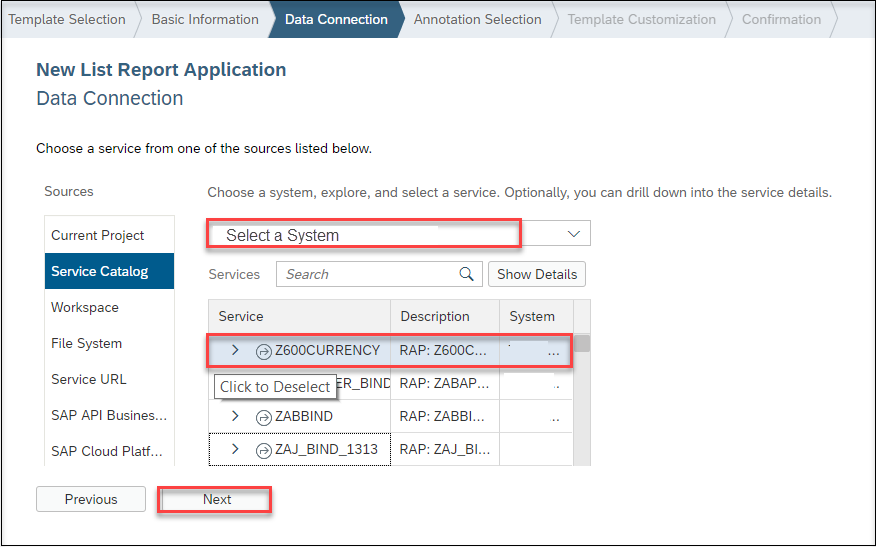 Template Selection Basic Information Data Connection Annotation Selection Template Customization Confirmation
New List Report Application
Data Connection
Choose a service from one of the sources listed below.
Sources
Choose a system, explore, and select a service. Optionally, you can drill down into the service details.
Current Project
Service Catalog
Workspace
File System
Service URL
SAP API Busines...
SAP Cloud Platf...
Select a System
Services Search Show Details
Service Description System
Z600CURRENCY RAP: Z600C... ...
ER_BIND RAP: ZABAP...
Click to Deselect
ZABBIND RAP: ZABBI... ..
ZAJ_BIND_1313 RAP: ZAJ_BI...
Previous Next